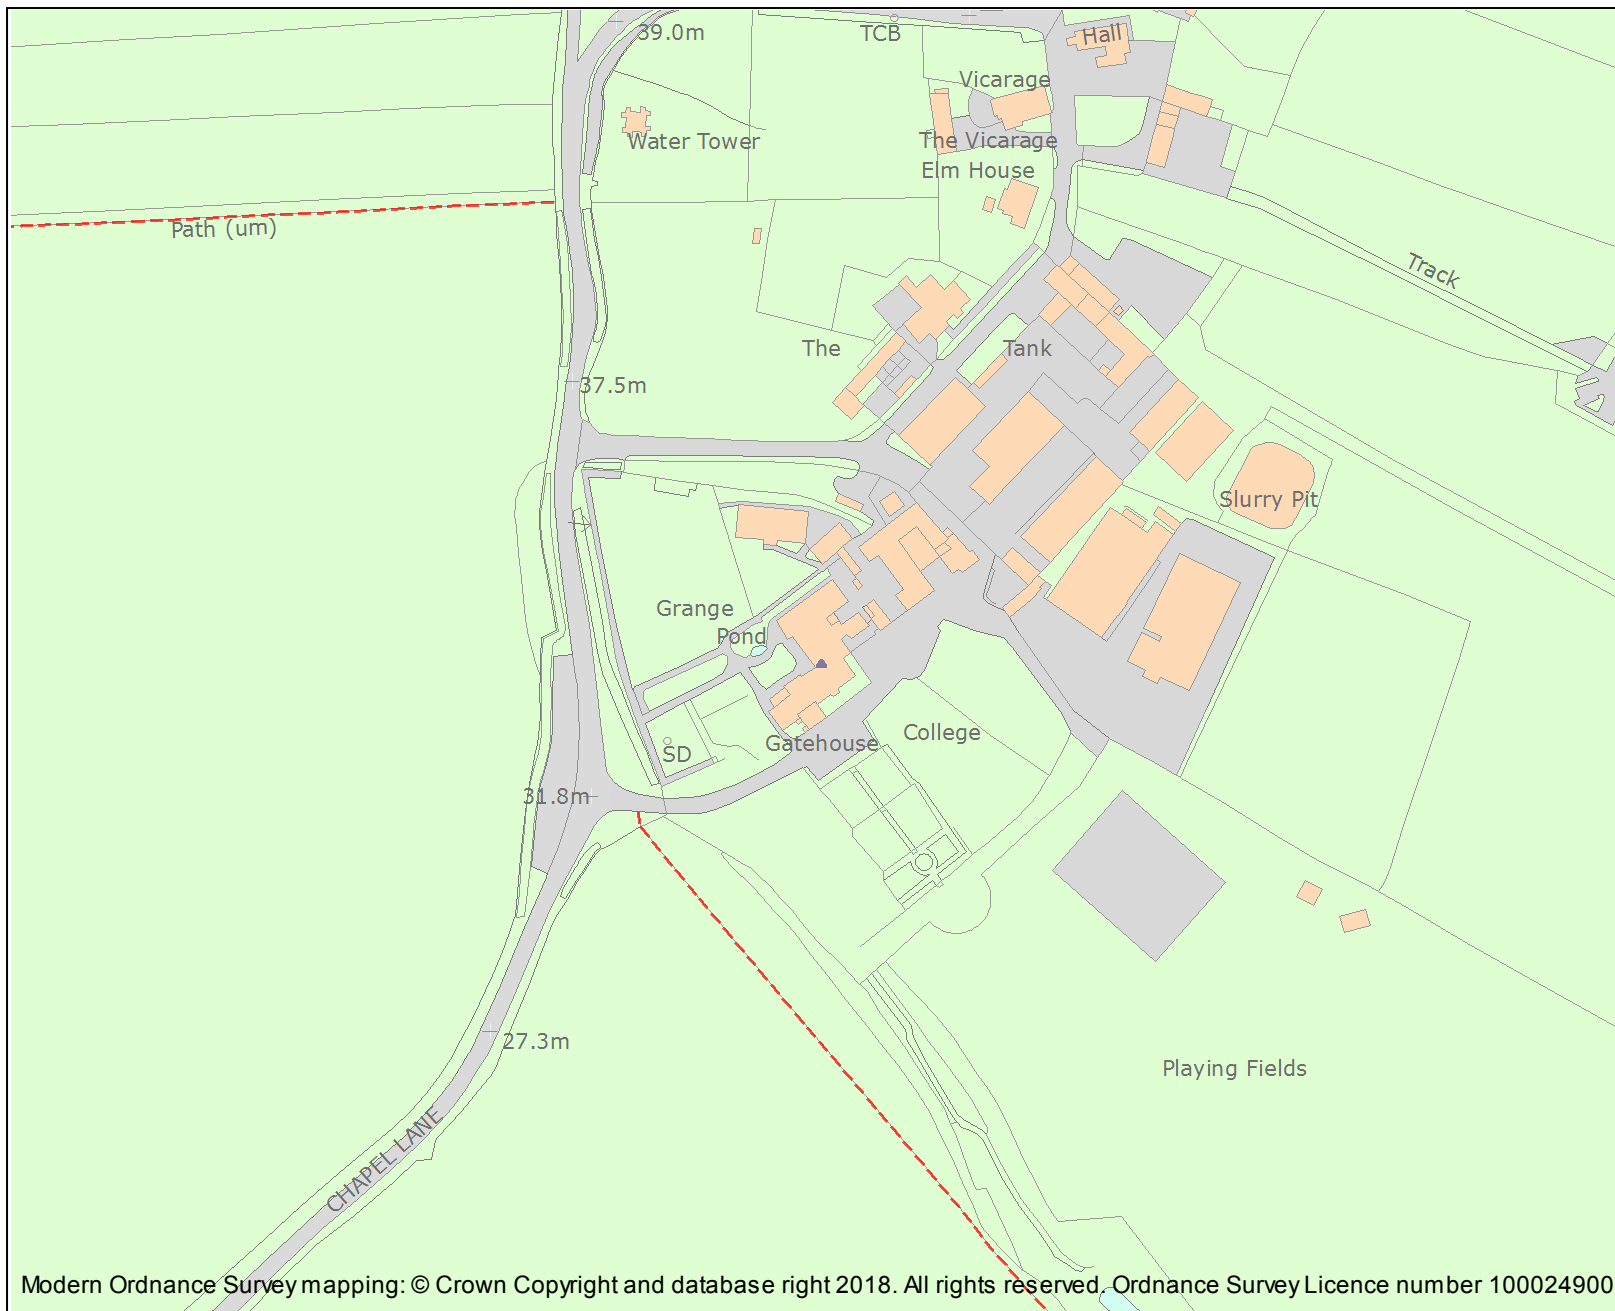 39.0m
TCB
Hall
Vicarage
Water Tower
The Vicarage
Elm House
Path (um)
Track
The
Tank
37.5m
Slurry Pit
Grange
Pond
College
Gatehouse
SD
31.8m
27.3m
Playing Fields
CHAPEL LANE
Modern Ordnance Survey mapping: © Crown Copyright and database right 2018. All rights reserved. Ordnance Survey Licence number 100024900